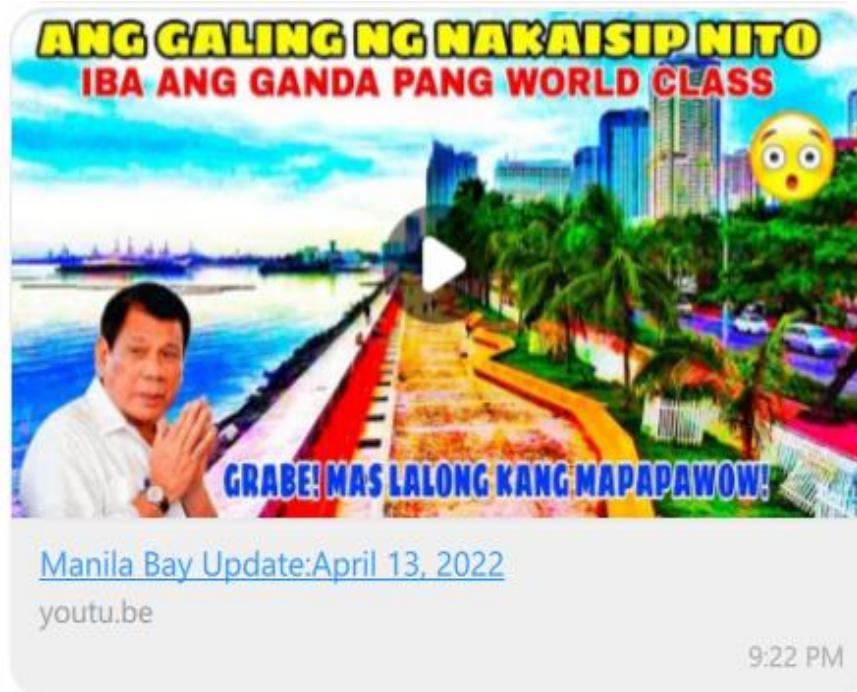 ANG GALING NG NAKAISIP NITO
IBA ANG GANDA PANG WORLD CLASS
GRABE! MAS LALONG KANG MAPAPAWOW!
Manila Bay Update:April 13, 2022
youtu.be
9:22 PM